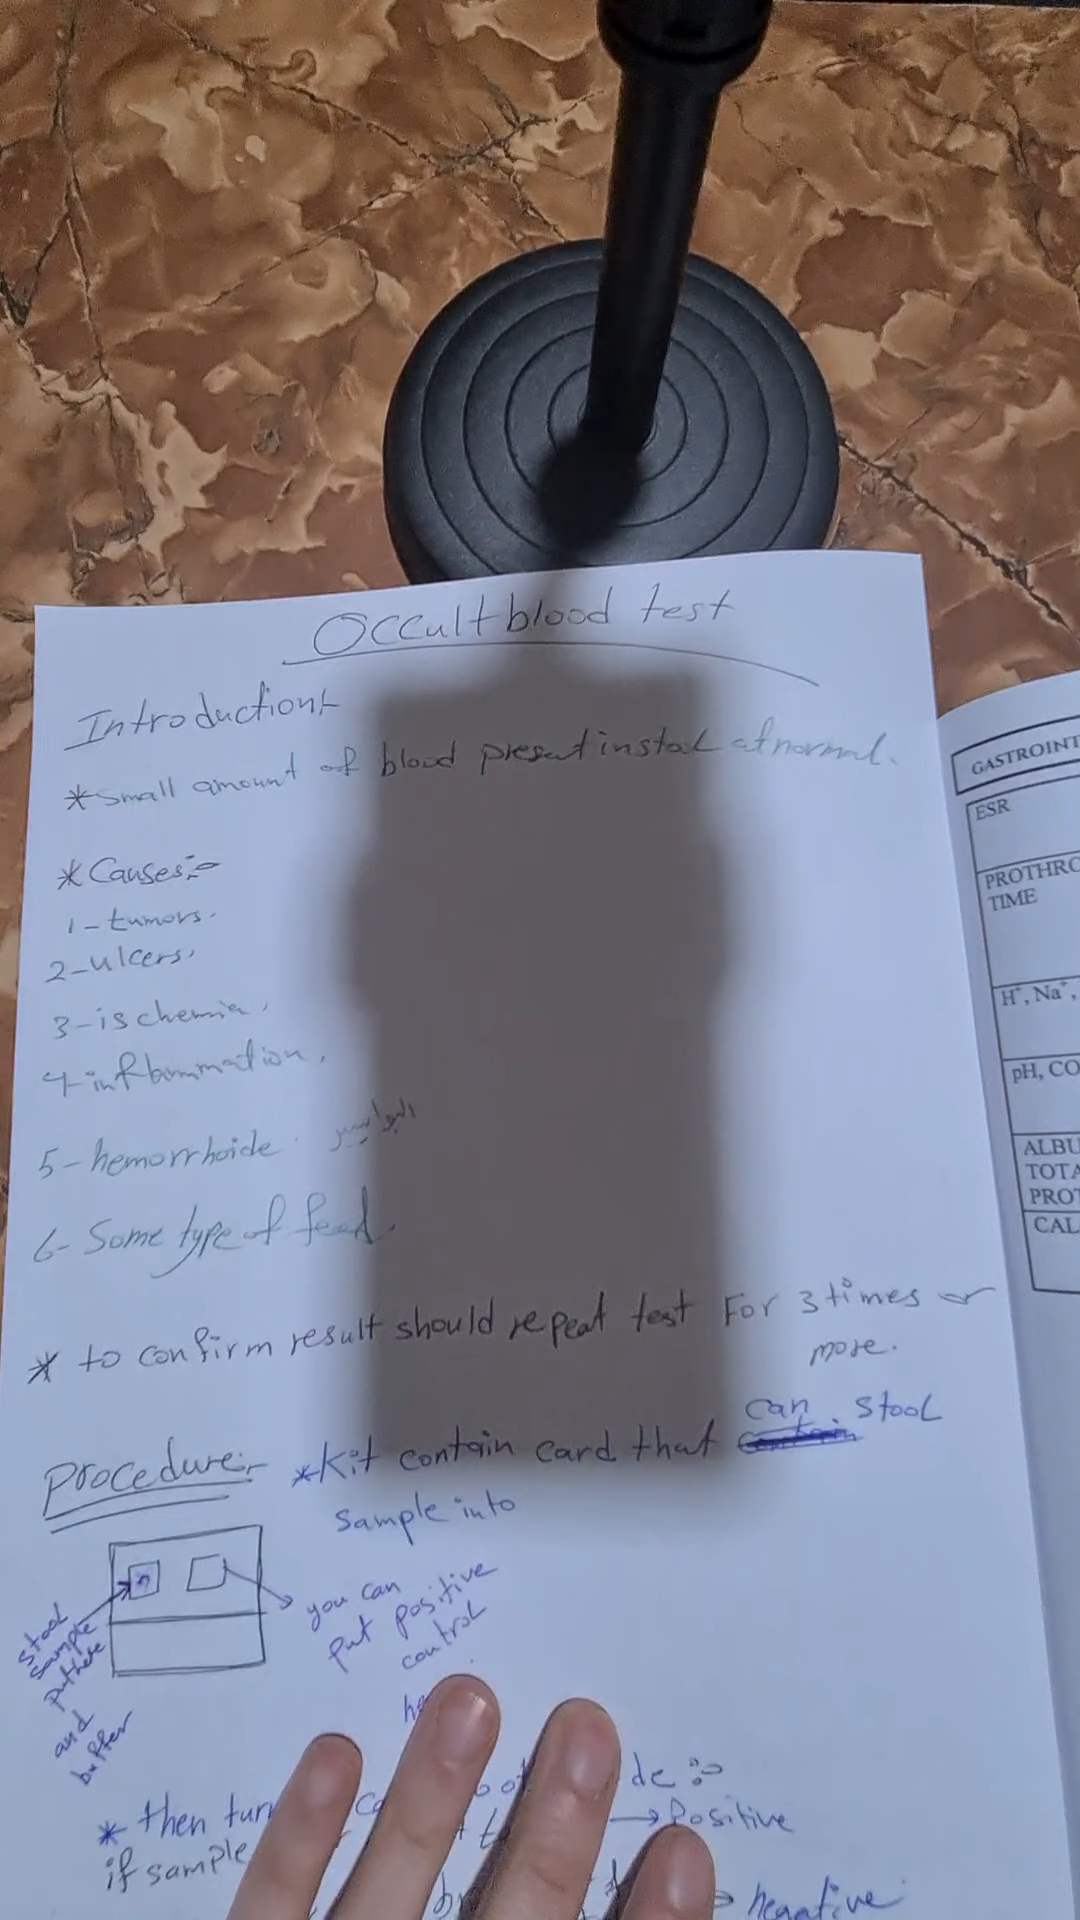 Occult blood test
Introduction:-
* Small amount of blood present in stool at normal.
* Causes:-
1- tumors.
2- ulcers.
3- ischemia.
4- inflammation.
5- hemorrhoide. البواسير
6- Some type of food.
* to confirm result should repeat test For 3 times or
more.
Procedure:- * Kit contain card that can stool
sample into
you can
put positive
control
stool
sample
put here
and
buffer
* then turn
if sample
→ Positive
negative
GASTROINT
ESR
PROTHRO
TIME
H⁺, Na⁺,
pH, CO
ALBU
TOTA
PROT
CAL